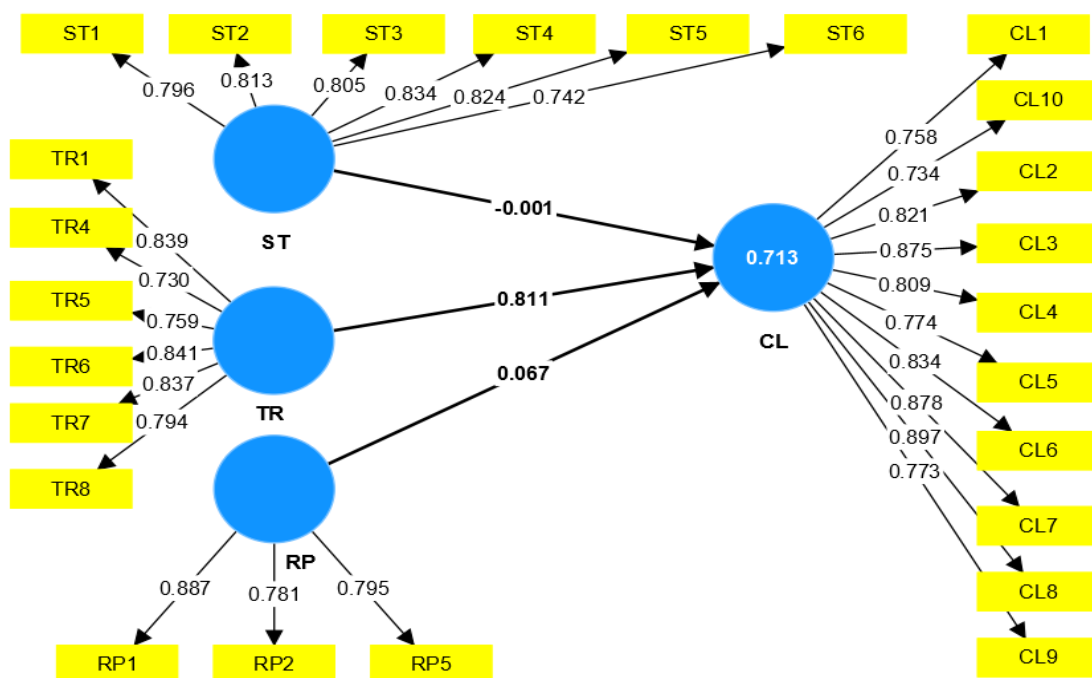 ST1
ST2
ST3
ST4
ST5
ST6
CL1
0.796
0.813
0.805
0.834
0.824
0.742
CL10
0.758
TR1
0.734
CL2
TR4
0.839
ST
-0.001
0.821
0.875
CL3
0.730
0.713
TR5
0.759
0.811
0.809
CL4
0.774
TR6
0.841
CL
0.834
CL5
0.837
0.067
0.878
TR7
TR
0.794
0.897
CL6
0.773
TR8
CL7
RP
0.887
0.781
0.795
CL8
RP1
RP2
RP5
CL9